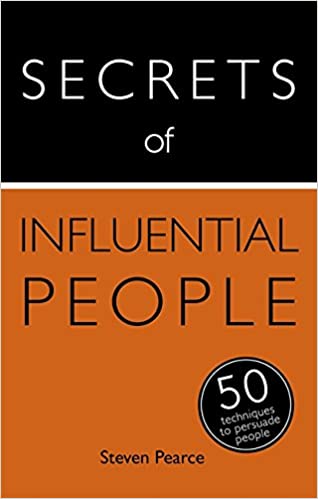 SECRETS
of
INFLUENTIAL
PEOPLE
50
techniques
to persuade
people
Steven Pearce